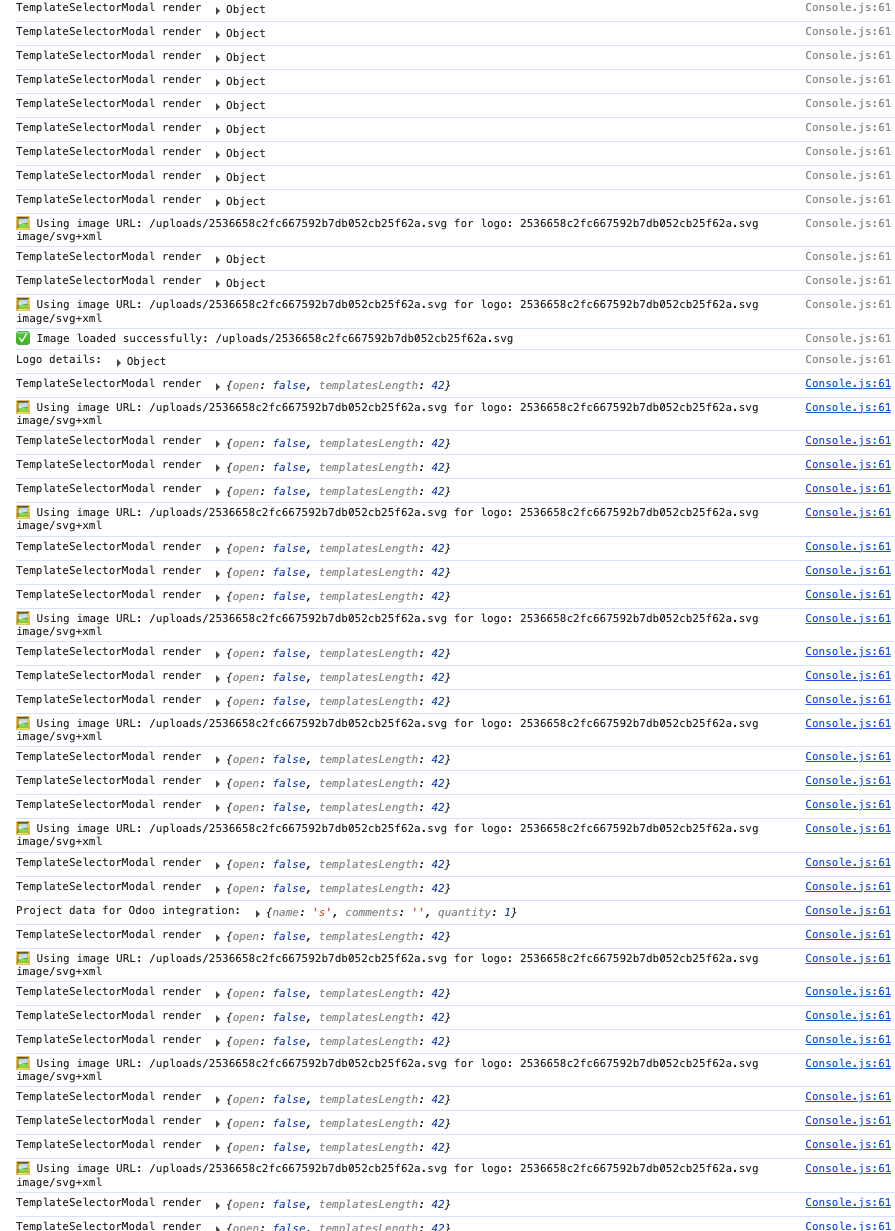 TemplateSelectorModal render Object Console.js:61
TemplateSelectorModal render Object Console.js:61
TemplateSelectorModal render Object Console.js:61
TemplateSelectorModal render Object Console.js:61
TemplateSelectorModal render Object Console.js:61
TemplateSelectorModal render Object Console.js:61
TemplateSelectorModal render Object Console.js:61
TemplateSelectorModal render Object Console.js:61
TemplateSelectorModal render Object Console.js:61
Using image URL: /uploads/2536658c2fc667592b7db052cb25f62a.svg for logo: 2536658c2fc667592b7db052cb25f62a.svg Console.js:61
image/svg+xml
TemplateSelectorModal render Object Console.js:61
TemplateSelectorModal render Object Console.js:61
Using image URL: /uploads/2536658c2fc667592b7db052cb25f62a.svg for logo: 2536658c2fc667592b7db052cb25f62a.svg Console.js:61
image/svg+xml
Image loaded successfully: /uploads/2536658c2fc667592b7db052cb25f62a.svg Console.js:61
Logo details: Object Console.js:61
TemplateSelectorModal render {open: false, templatesLength: 42} Console.js:61
Using image URL: /uploads/2536658c2fc667592b7db052cb25f62a.svg for logo: 2536658c2fc667592b7db052cb25f62a.svg Console.js:61
image/svg+xml
TemplateSelectorModal render {open: false, templatesLength: 42} Console.js:61
TemplateSelectorModal render {open: false, templatesLength: 42} Console.js:61
TemplateSelectorModal render {open: false, templatesLength: 42} Console.js:61
Using image URL: /uploads/2536658c2fc667592b7db052cb25f62a.svg for logo: 2536658c2fc667592b7db052cb25f62a.svg Console.js:61
image/svg+xml
TemplateSelectorModal render {open: false, templatesLength: 42} Console.js:61
TemplateSelectorModal render {open: false, templatesLength: 42} Console.js:61
TemplateSelectorModal render {open: false, templatesLength: 42} Console.js:61
Using image URL: /uploads/2536658c2fc667592b7db052cb25f62a.svg for logo: 2536658c2fc667592b7db052cb25f62a.svg Console.js:61
image/svg+xml
TemplateSelectorModal render {open: false, templatesLength: 42} Console.js:61
TemplateSelectorModal render {open: false, templatesLength: 42} Console.js:61
TemplateSelectorModal render {open: false, templatesLength: 42} Console.js:61
Using image URL: /uploads/2536658c2fc667592b7db052cb25f62a.svg for logo: 2536658c2fc667592b7db052cb25f62a.svg Console.js:61
image/svg+xml
TemplateSelectorModal render {open: false, templatesLength: 42} Console.js:61
TemplateSelectorModal render {open: false, templatesLength: 42} Console.js:61
TemplateSelectorModal render {open: false, templatesLength: 42} Console.js:61
Using image URL: /uploads/2536658c2fc667592b7db052cb25f62a.svg for logo: 2536658c2fc667592b7db052cb25f62a.svg Console.js:61
image/svg+xml
TemplateSelectorModal render {open: false, templatesLength: 42} Console.js:61
TemplateSelectorModal render {open: false, templatesLength: 42} Console.js:61
Project data for Odoo integration: {name: 's', comments: '', quantity: 1} Console.js:61
TemplateSelectorModal render {open: false, templatesLength: 42} Console.js:61
Using image URL: /uploads/2536658c2fc667592b7db052cb25f62a.svg for logo: 2536658c2fc667592b7db052cb25f62a.svg Console.js:61
image/svg+xml
TemplateSelectorModal render {open: false, templatesLength: 42} Console.js:61
TemplateSelectorModal render {open: false, templatesLength: 42} Console.js:61
TemplateSelectorModal render {open: false, templatesLength: 42} Console.js:61
Using image URL: /uploads/2536658c2fc667592b7db052cb25f62a.svg for logo: 2536658c2fc667592b7db052cb25f62a.svg Console.js:61
image/svg+xml
TemplateSelectorModal render {open: false, templatesLength: 42} Console.js:61
TemplateSelectorModal render {open: false, templatesLength: 42} Console.js:61
TemplateSelectorModal render {open: false, templatesLength: 42} Console.js:61
Using image URL: /uploads/2536658c2fc667592b7db052cb25f62a.svg for logo: 2536658c2fc667592b7db052cb25f62a.svg Console.js:61
image/svg+xml
TemplateSelectorModal render {open: false, templatesLength: 42} Console.js:61
TemplateSelectorModal render {open: false, templatesLength: 42} Console.js:61